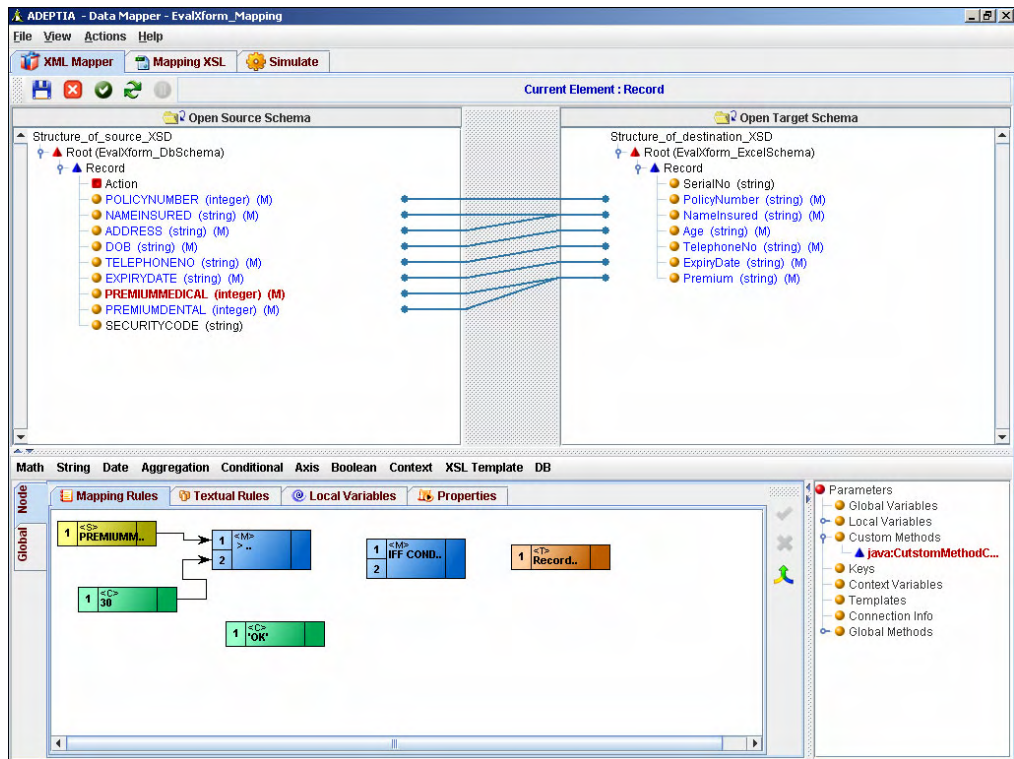 ADEPTIA - Data Mapper - EvalXform_Mapping
File View Actions Help
XML Mapper Mapping XSL Simulate
Current Element : Record
Open Source Schema
Structure_of_source_XSD
Root (EvalXform_DbSchema)
Record
Action
POLICYNUMBER (integer) (M)
NAMEINSURED (string) (M)
ADDRESS (string) (M)
DOB (string) (M)
TELEPHONENO (string) (M)
EXPIRYDATE (string) (M)
PREMIUMMEDICAL (integer) (M)
PREMIUMDENTAL (integer) (M)
SECURITYCODE (string)
Open Target Schema
Structure_of_destination_XSD
Root (EvalXform_ExcelSchema)
Record
SerialNo (string)
PolicyNumber (string) (M)
NameInsured (string) (M)
Age (string) (M)
TelephoneNo (string) (M)
ExpiryDate (string) (M)
Premium (string) (M)
Math String Date Aggregation Conditional Axis Boolean Context XSL Template DB
Node
Global
Mapping Rules Textual Rules Local Variables Properties
1 <S> PREMIUMM..
1 <M> > ..
2
1 <M> IFF COND..
2
1 <T> Record..
1 <C> 30
1 <C> 'OK'
Parameters
Global Variables
Local Variables
Custom Methods
java:CutstomMethodC...
Keys
Context Variables
Templates
Connection Info
Global Methods